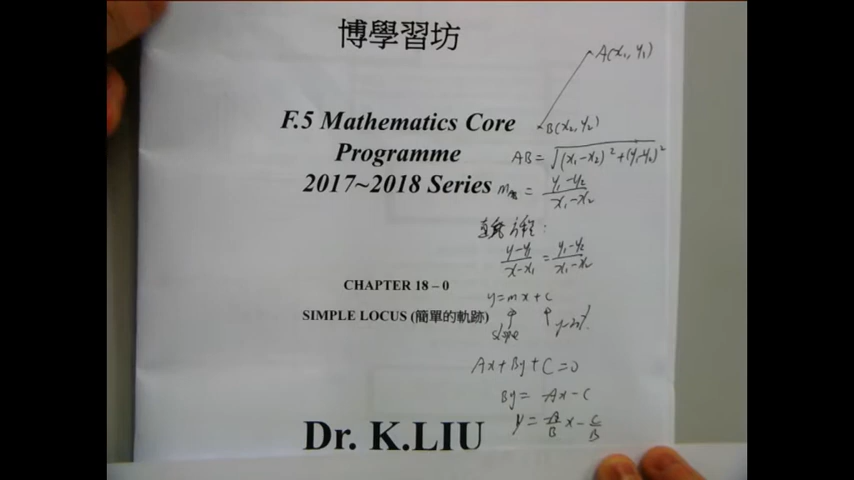 博學習坊
F.5 Mathematics Core
Programme
2017~2018 Series
CHAPTER 18 – 0
SIMPLE LOCUS (簡單的軌跡)
Dr. K.LIU
A(x₁, y₁)
B(x₂, y₂)
AB = √((x₁-x₂)²+(y₁-y₂)²
m = (y₁-y₂)/(x₁-x₂)
方程:
(y-y₁)/(x-x₁) = (y₁-y₂)/(x₁-x₂)
y = mx + c
slope y-int.
Ax + By + C = 0
By = -Ax - C
y = -A/B x - C/B